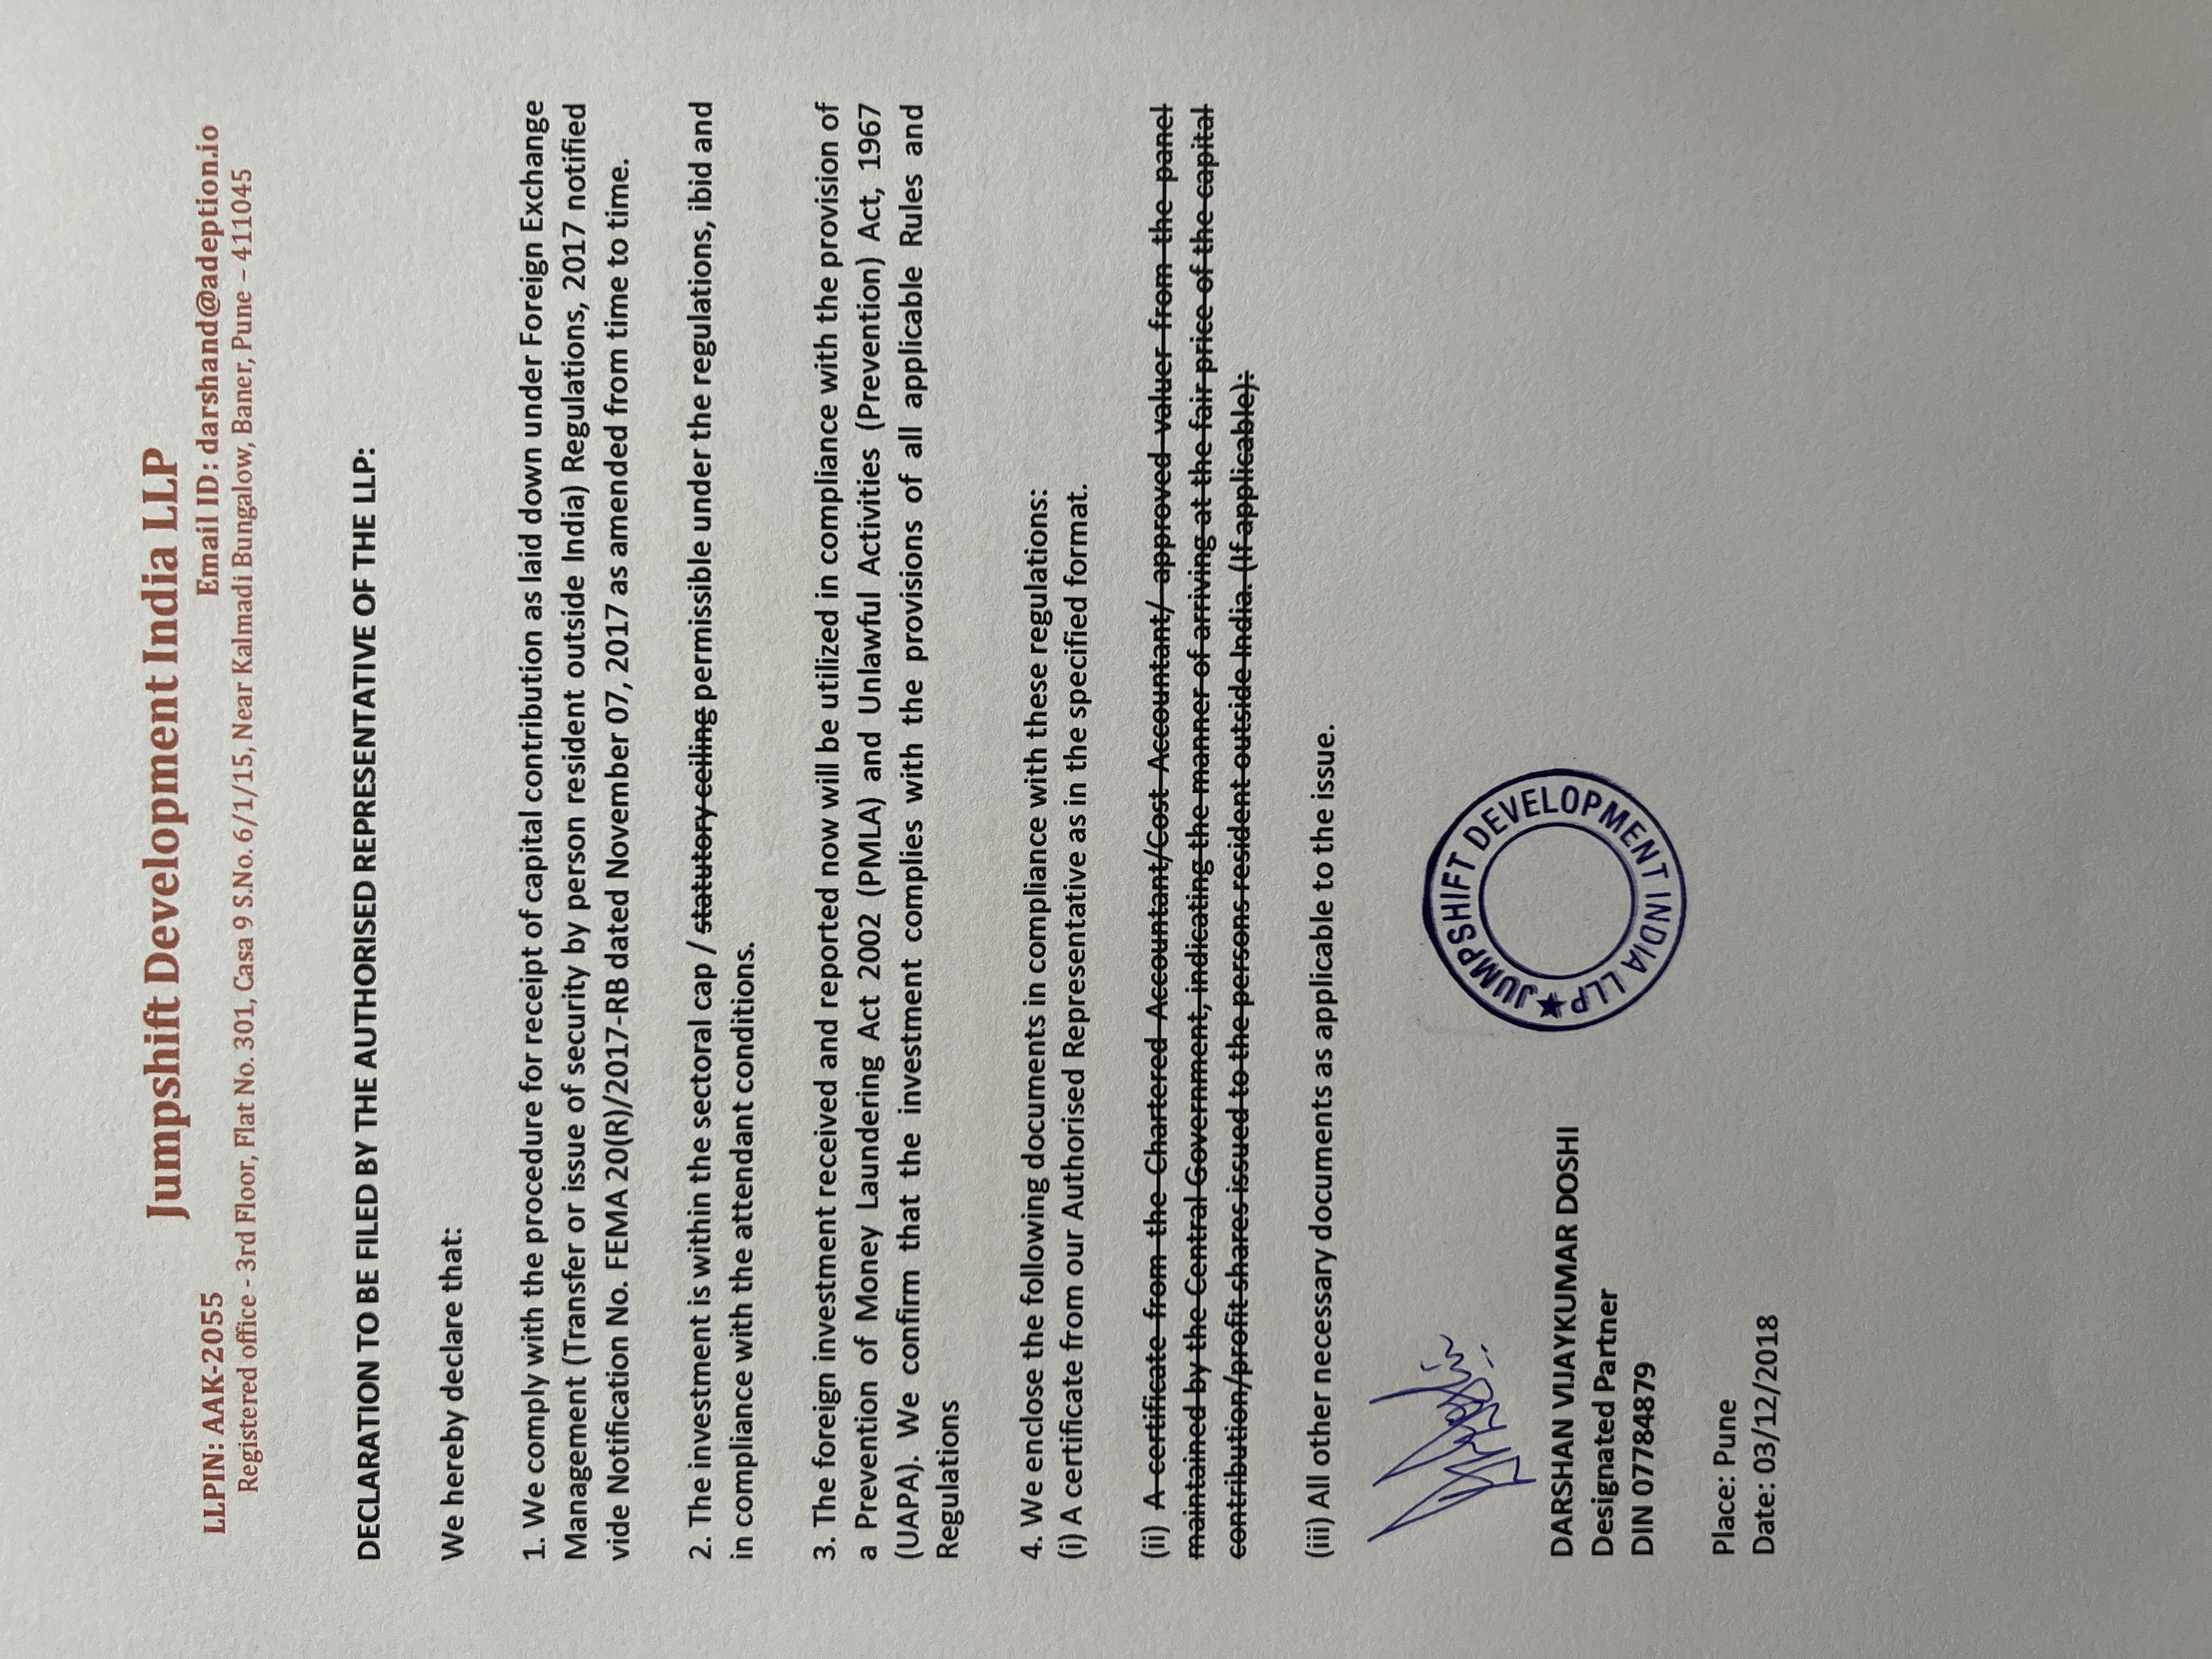 Jumpshift Development India LLP
LLPIN: AAK-2055 Email ID: darshand@adeption.io
Registered office - 3rd Floor, Flat No. 301, Casa 9 S.No. 6/1/15, Near Kalmadi Bungalow, Baner, Pune – 411045
DECLARATION TO BE FILED BY THE AUTHORISED REPRESENTATIVE OF THE LLP:
We hereby declare that:
1. We comply with the procedure for receipt of capital contribution as laid down under Foreign Exchange
Management (Transfer or issue of security by person resident outside India) Regulations, 2017 notified
vide Notification No. FEMA 20(R)/2017-RB dated November 07, 2017 as amended from time to time.
2. The investment is within the sectoral cap / statutory ceiling permissible under the regulations, ibid and
in compliance with the attendant conditions.
3. The foreign investment received and reported now will be utilized in compliance with the provision of
a Prevention of Money Laundering Act 2002 (PMLA) and Unlawful Activities (Prevention) Act, 1967
(UAPA). We confirm that the investment complies with the provisions of all applicable Rules and
Regulations
4. We enclose the following documents in compliance with these regulations:
(i) A certificate from our Authorised Representative as in the specified format.
(ii) A certificate from the Chartered Accountant/Cost Accountant/ approved valuer from the panel
maintained by the Central Government, indicating the manner of arriving at the fair price of the capital
contribution/profit shares issued to the persons resident outside India. (If applicable):
(iii) All other necessary documents as applicable to the issue.
DARSHAN VIJAYKUMAR DOSHI
Designated Partner
DIN 07784879
JUMPSHIFT DEVELOPMENT INDIA LLP
Place: Pune
Date: 03/12/2018